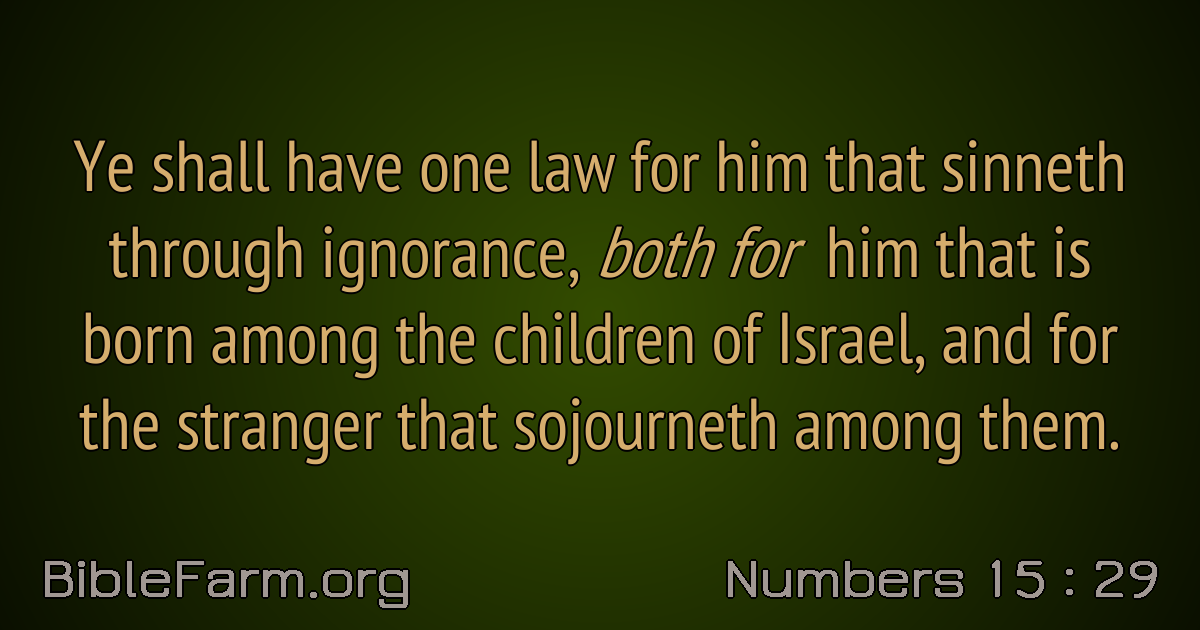 Ye shall have one law for him that sinneth
through ignorance, both for him that is
born among the children of Israel, and for
the stranger that sojourneth among them.
BibleFarm.org
Numbers 15 : 29